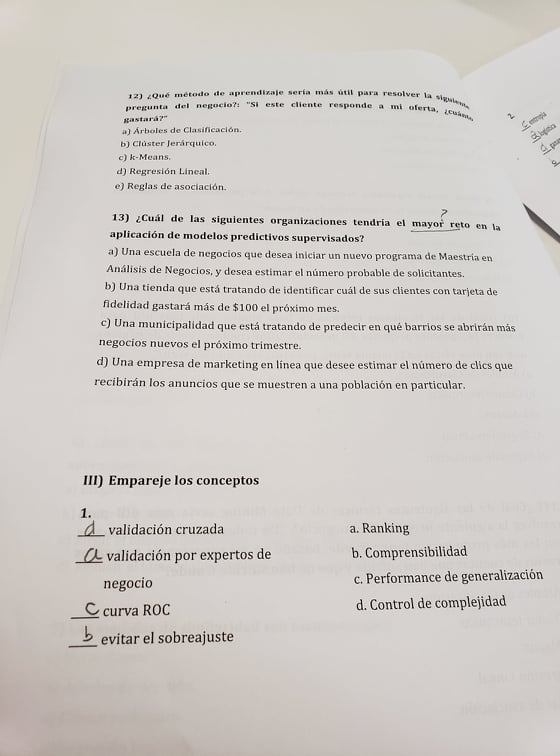 12) ¿Qué método de aprendizaje sería más útil para resolver la siguiente
pregunta del negocio?: "Si este cliente responde a mi oferta, ¿cuánto
gastará?"
a) Árboles de Clasificación.
b) Clúster Jerárquico.
c) k-Means.
d) Regresión Lineal.
e) Reglas de asociación.
?
13) ¿Cuál de las siguientes organizaciones tendría el mayor reto en la
aplicación de modelos predictivos supervisados?
a) Una escuela de negocios que desea iniciar un nuevo programa de Maestría en
Análisis de Negocios, y desea estimar el número probable de solicitantes.
b) Una tienda que está tratando de identificar cuál de sus clientes con tarjeta de
fidelidad gastará más de $100 el próximo mes.
c) Una municipalidad que está tratando de predecir en qué barrios se abrirán más
negocios nuevos el próximo trimestre.
d) Una empresa de marketing en línea que desee estimar el número de clics que
recibirán los anuncios que se muestren a una población en particular.
III) Empareje los conceptos
1.
d validación cruzada
a validación por expertos de
negocio
c curva ROC
b evitar el sobreajuste
a. Ranking
b. Comprensibilidad
c. Performance de generalización
d. Control de complejidad
2
c entropía